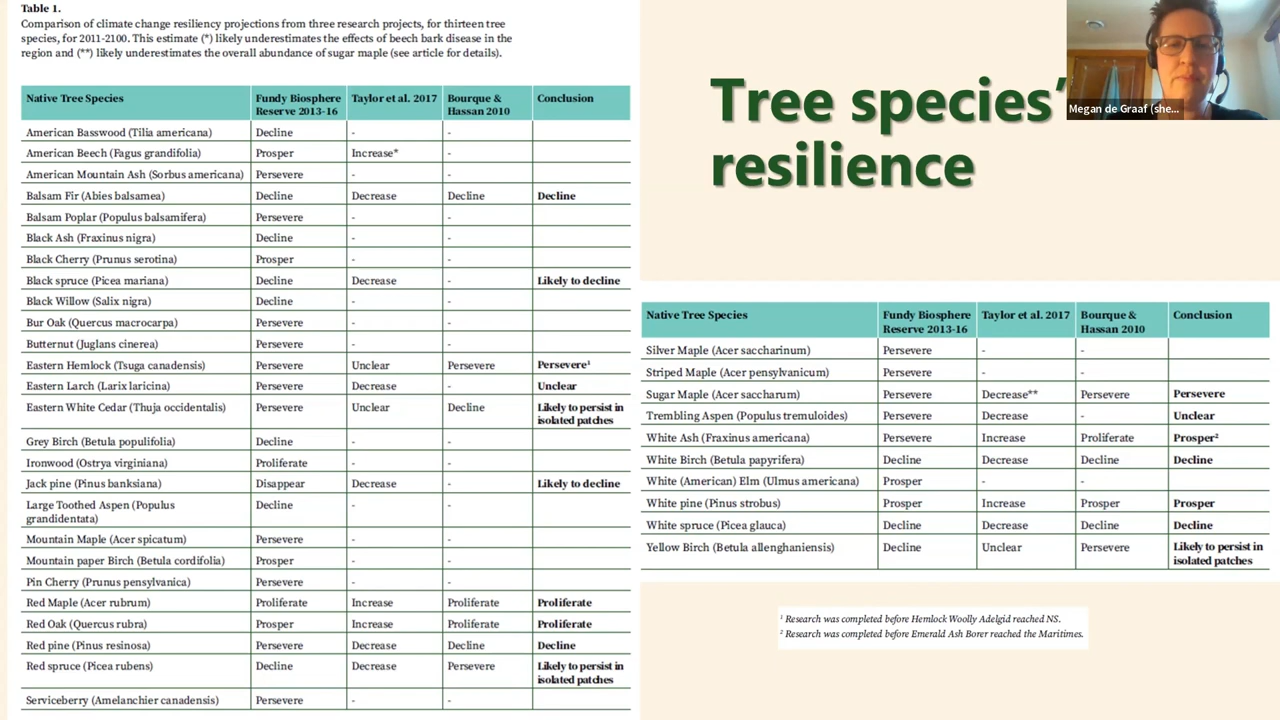 Table 1.
Comparison of climate change resiliency projections from three research projects, for thirteen tree
species, for 2011-2100. This estimate (*) likely underestimates the effects of beech bark disease in the
region and (**) likely underestimates the overall abundance of sugar maple (see article for details).
Native Tree Species Fundy Biosphere Reserve 2013-16 Taylor et al. 2017 Bourque & Hassan 2010 Conclusion
American Basswood (Tilia americana) Decline - -
American Beech (Fagus grandifolia) Prosper Increase* -
American Mountain Ash (Sorbus americana) Persevere - -
Balsam Fir (Abies balsamea) Decline Decrease Decline Decline
Balsam Poplar (Populus balsamifera) Persevere - -
Black Ash (Fraxinus nigra) Decline - -
Black Cherry (Prunus serotina) Prosper - -
Black spruce (Picea mariana) Decline Decrease - Likely to decline
Black Willow (Salix nigra) Decline - -
Bur Oak (Quercus macrocarpa) Persevere - -
Butternut (Juglans cinerea) Persevere - -
Eastern Hemlock (Tsuga canadensis) Persevere Unclear Persevere Persevere¹
Eastern Larch (Larix laricina) Persevere Decrease - Unclear
Eastern White Cedar (Thuja occidentalis) Persevere Unclear Decline Likely to persist in isolated patches
Grey Birch (Betula populifolia) Decline - -
Ironwood (Ostrya virginiana) Proliferate - -
Jack pine (Pinus banksiana) Disappear Decrease - Likely to decline
Large Toothed Aspen (Populus grandidentata) Decline - -
Mountain Maple (Acer spicatum) Persevere - -
Mountain paper Birch (Betula cordifolia) Prosper - -
Pin Cherry (Prunus pensylvanica) Persevere - -
Red Maple (Acer rubrum) Proliferate Increase Proliferate Proliferate
Red Oak (Quercus rubra) Prosper Increase Proliferate Proliferate
Red pine (Pinus resinosa) Persevere Decrease Decline Decline
Red spruce (Picea rubens) Decline Decrease Persevere Likely to persist in isolated patches
Serviceberry (Amelanchier canadensis) Persevere - -
Tree species'
resilience
Megan de Graaf (she...
Native Tree Species Fundy Biosphere Reserve 2013-16 Taylor et al. 2017 Bourque & Hassan 2010 Conclusion
Silver Maple (Acer saccharinum) Persevere - -
Striped Maple (Acer pensylvanicum) Persevere - -
Sugar Maple (Acer saccharum) Persevere Decrease** Persevere Persevere
Trembling Aspen (Populus tremuloides) Persevere Decrease - Unclear
White Ash (Fraxinus americana) Persevere Increase Proliferate Prosper²
White Birch (Betula papyrifera) Decline Decrease Decline Decline
White (American) Elm (Ulmus americana) Prosper - -
White pine (Pinus strobus) Prosper Increase Prosper Prosper
White spruce (Picea glauca) Decline Decrease Decline Decline
Yellow Birch (Betula allenghaniensis) Decline Unclear Persevere Likely to persist in isolated patches
¹ Research was completed before Hemlock Woolly Adelgid reached NS.
² Research was completed before Emerald Ash Borer reached the Maritimes.